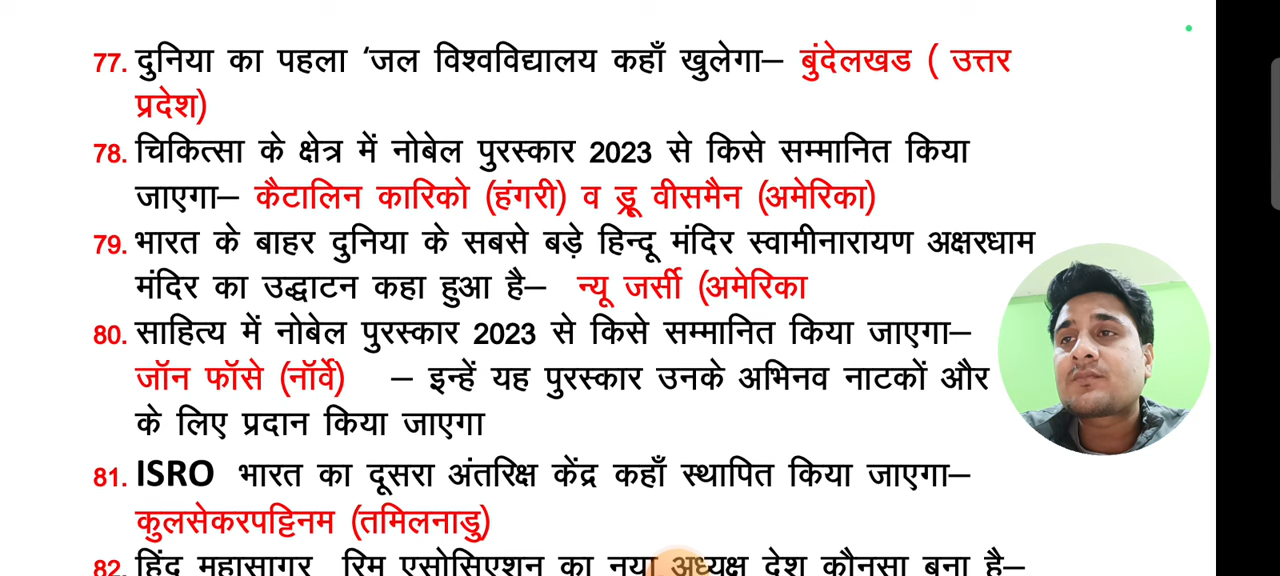 77. दुनिया का पहला ‘जल विश्वविद्यालय कहाँ खुलेगा– बुंदेलखड ( उत्तर
प्रदेश)
78. चिकित्सा के क्षेत्र में नोबेल पुरस्कार 2023 से किसे सम्मानित किया
जाएगा– कैटालिन कारिको (हंगरी) व ड्रू वीसमैन (अमेरिका)
79. भारत के बाहर दुनिया के सबसे बड़े हिन्दू मंदिर स्वामीनारायण अक्षरधाम
मंदिर का उद्घाटन कहा हुआ है– न्यू जर्सी (अमेरिका
80. साहित्य में नोबेल पुरस्कार 2023 से किसे सम्मानित किया जाएगा–
जॉन फॉसे (नॉर्वे) – इन्हें यह पुरस्कार उनके अभिनव नाटकों और
के लिए प्रदान किया जाएगा
81. ISRO भारत का दूसरा अंतरिक्ष केंद्र कहाँ स्थापित किया जाएगा–
कुलसेकरपट्टिनम (तमिलनाडु)
82. हिंद महासागर रिम एसोसिएशन का नया अध्यक्ष देश कौनसा बना है–